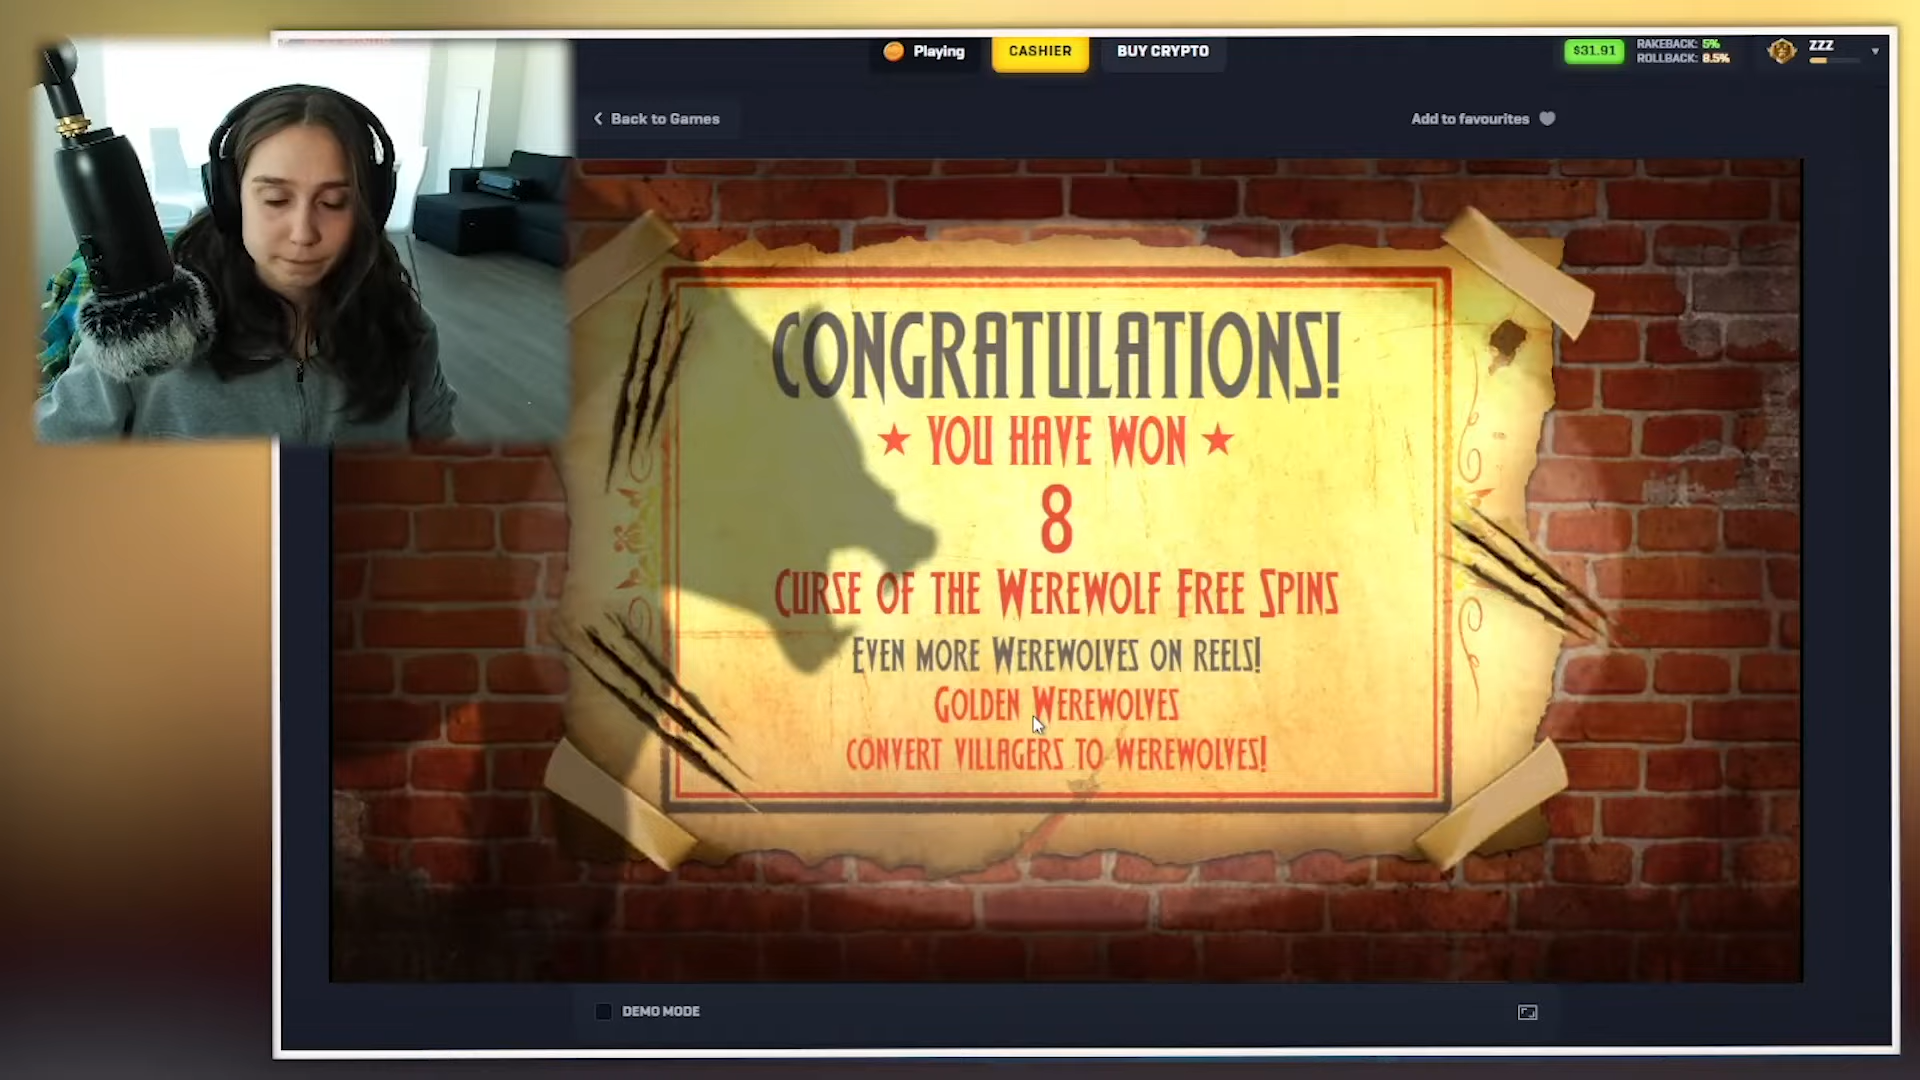 Playing
CASHIER
BUY CRYPTO
$31.91
RAKEBACK: 5%
ROLLBACK: 8.5%
ZZZ
Back to Games
Add to favourites
CONGRATULATIONS!
YOU HAVE WON
8
CURSE OF THE WEREWOLF FREE SPINS
EVEN MORE WEREWOLVES ON REELS!
GOLDEN WEREWOLVES
CONVERT VILLAGERS TO WEREWOLVES!
DEMO MODE